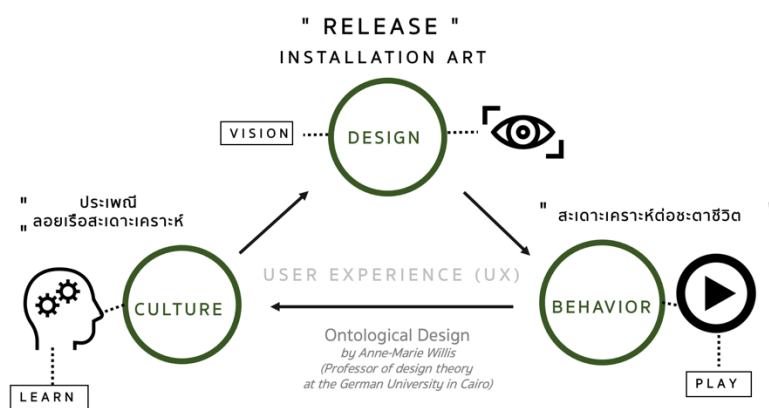 " RELEASE "
INSTALLATION ART
VISION
DESIGN
" ประเพณี
" ลอยเรือสะเดาะเคราะห์
" สะเดาะเคราะห์ต่อชะตาชีวิต "
USER EXPERIENCE (UX)
CULTURE
BEHAVIOR
Ontological Design
by Anne-Marie Willis
(Professor of design theory
at the German University in Cairo)
LEARN
PLAY